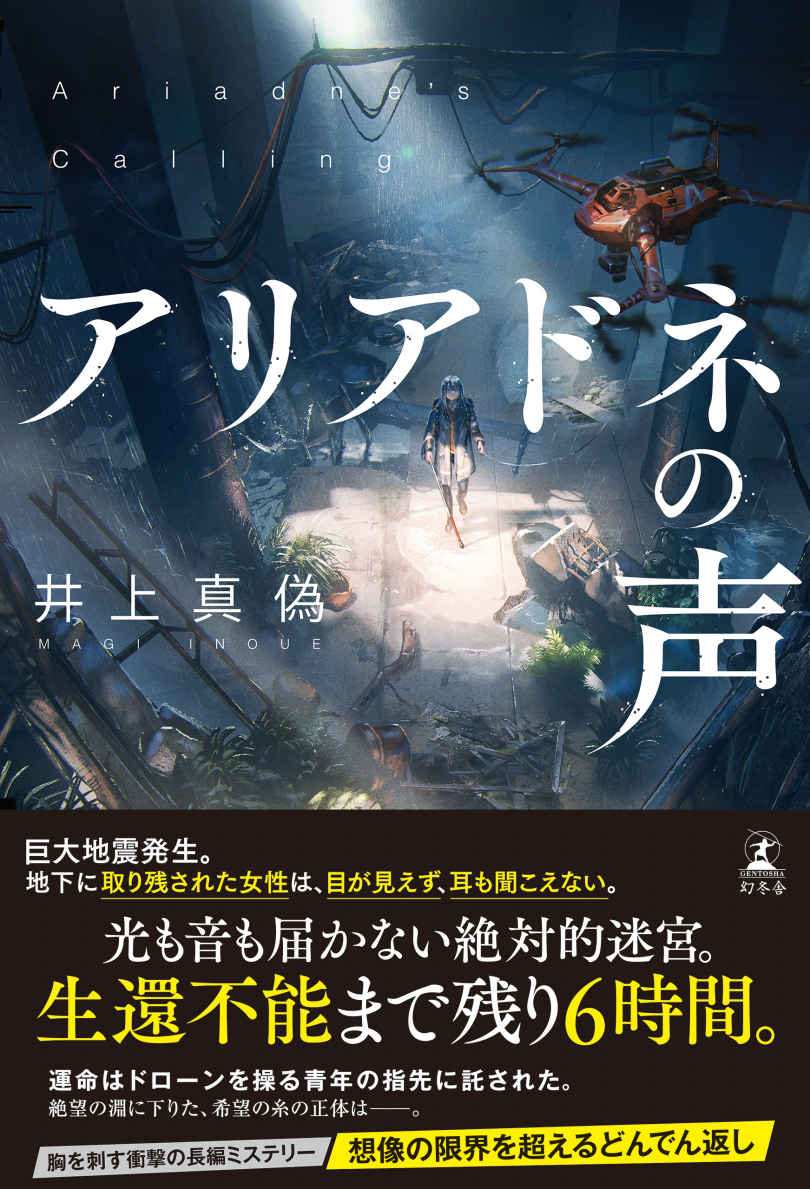 Ariadne's
Calling
アリアドネの声
井上真偽
MAGI INOUE
巨大地震発生。
地下に取り残された女性は、目が見えず、耳も聞こえない。
GENTOSHA
幻冬舎
光も音も届かない絶対的迷宮。
生還不能まで残り6時間。
運命はドローンを操る青年の指先に託された。
絶望の淵に下りた、希望の糸の正体は――。
胸を刺す衝撃の長編ミステリー
想像の限界を超えるどんでん返し